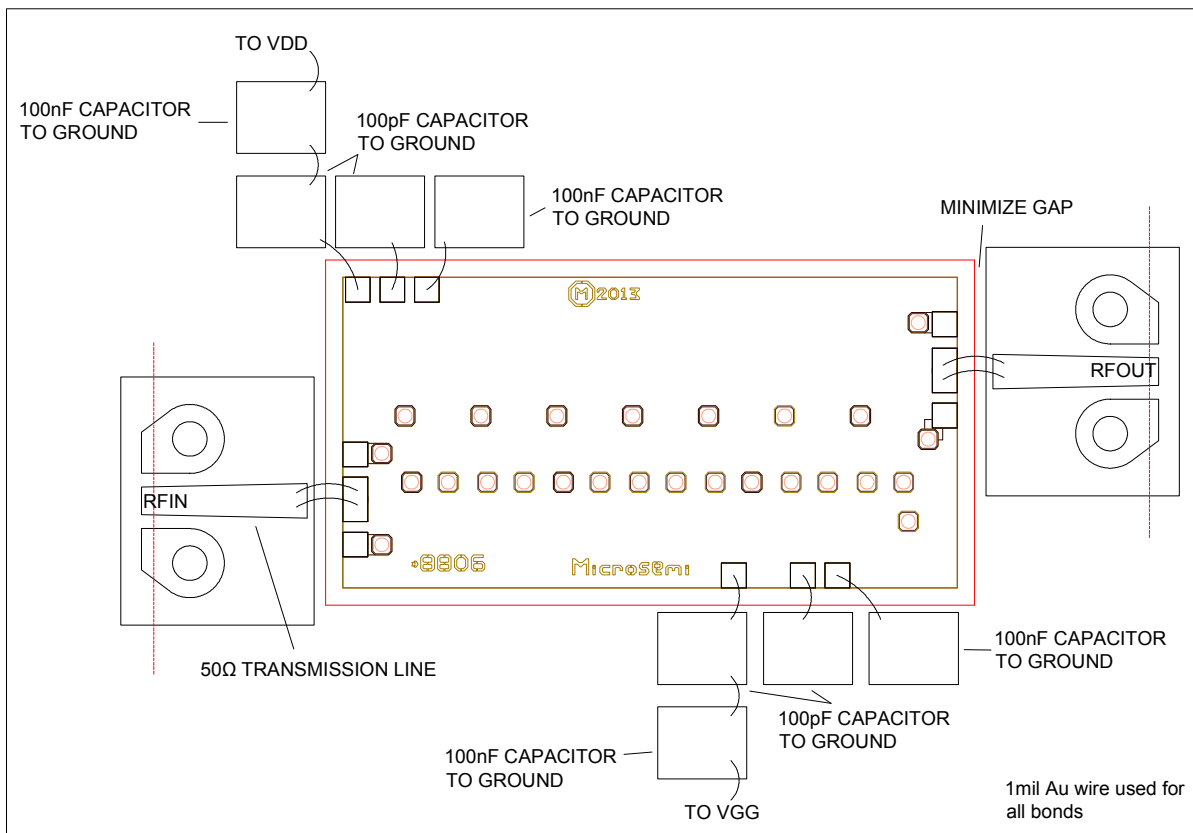 TO VDD
100nF CAPACITOR
TO GROUND
100pF CAPACITOR
TO GROUND
100nF CAPACITOR
TO GROUND
MINIMIZE GAP
M 2013
RFOUT
RFIN
8806
Microsemi
50Ω TRANSMISSION LINE
100nF CAPACITOR
TO GROUND
100pF CAPACITOR
TO GROUND
100nF CAPACITOR
TO GROUND
TO VGG
1mil Au wire used for
all bonds